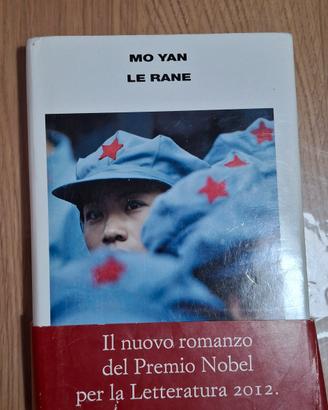 MO YAN
LE RANE
Il nuovo romanzo
del Premio Nobel
per la Letteratura 2012.